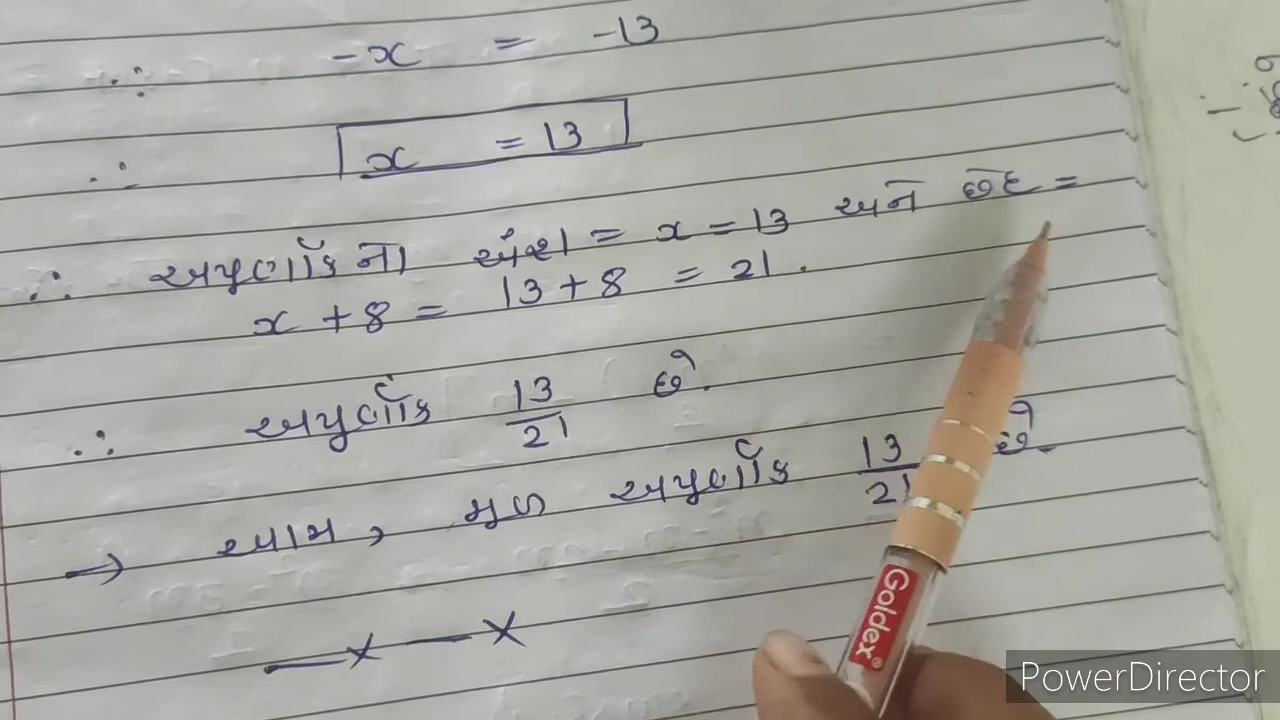 ∴ -x = -13
∴ x = 13
∴ અપૂર્ણાંકના અંશ = x = 13 અને છેદ =
x + 8 = 13 + 8 = 21.
∴ અપૂર્ણાંક 13/21 છે.
→ આમ, મુળ અપૂર્ણાંક 13/21 છે.
Goldex
PowerDirector